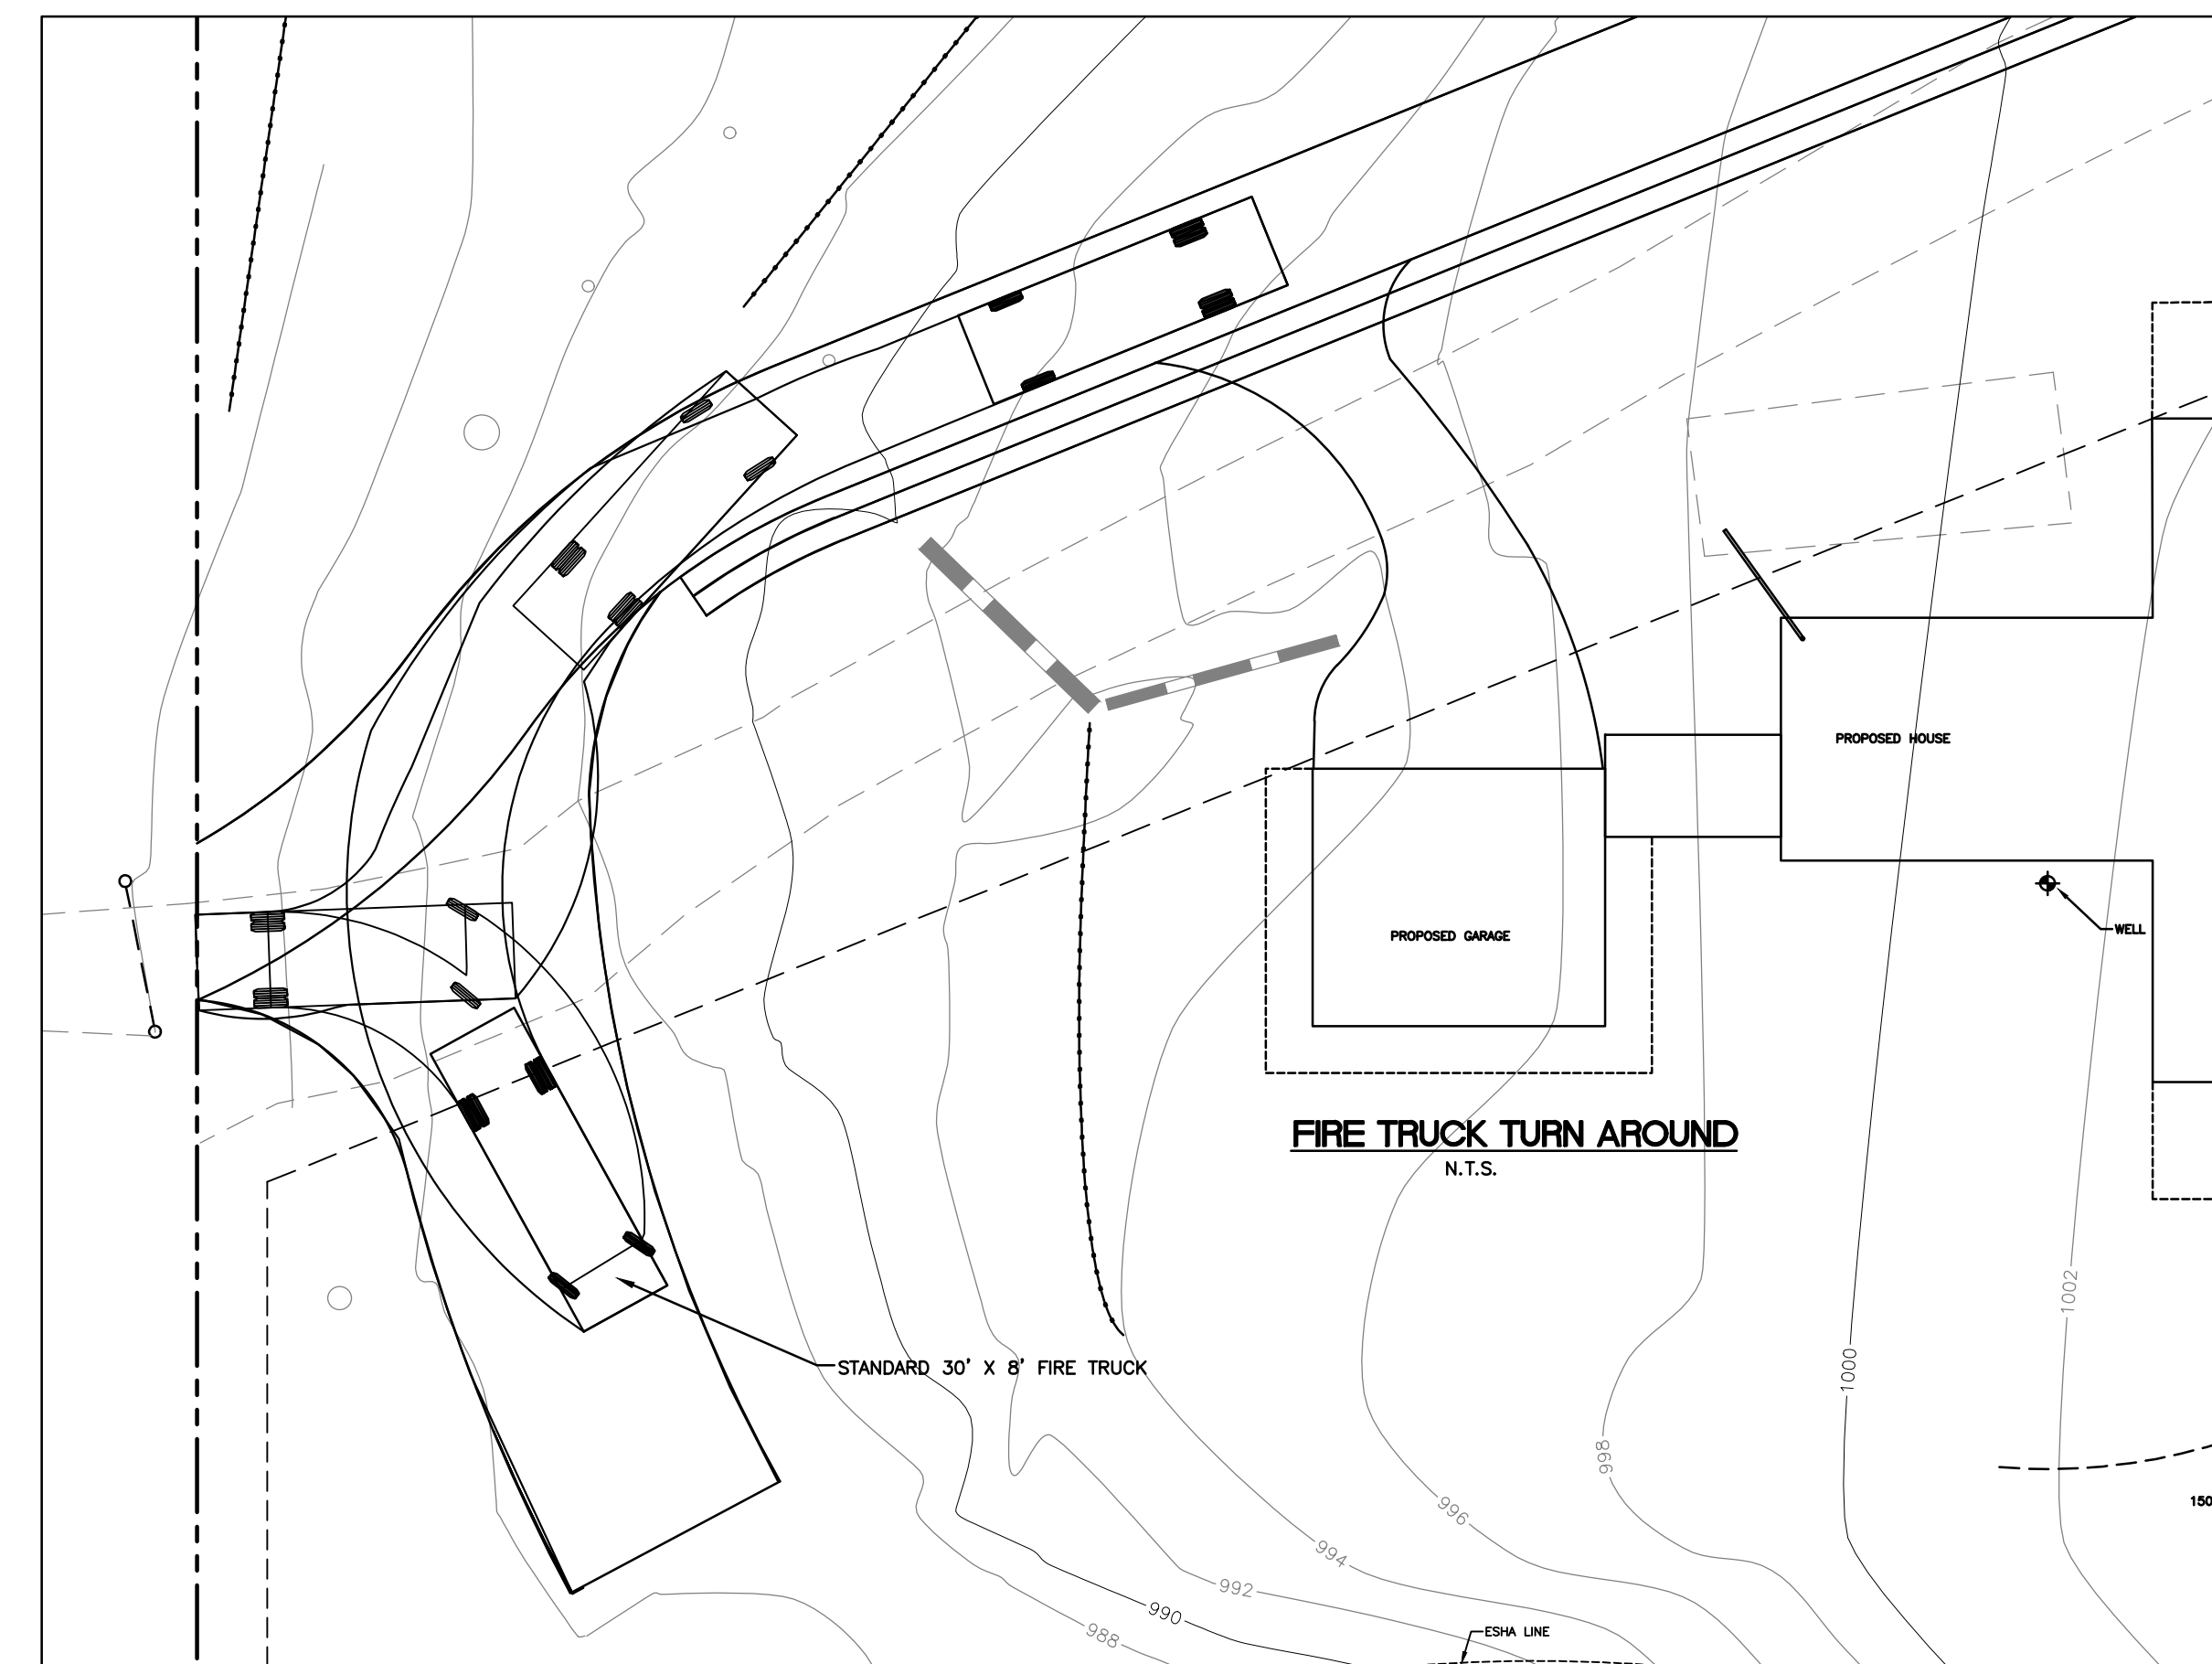 PROPOSED HOUSE
WELL
PROPOSED GARAGE
FIRE TRUCK TURN AROUND
N.T.S.
1002
STANDARD 30' X 8' FIRE TRUCK
1000
998
996
150
994
992
990
988
ESHA LINE